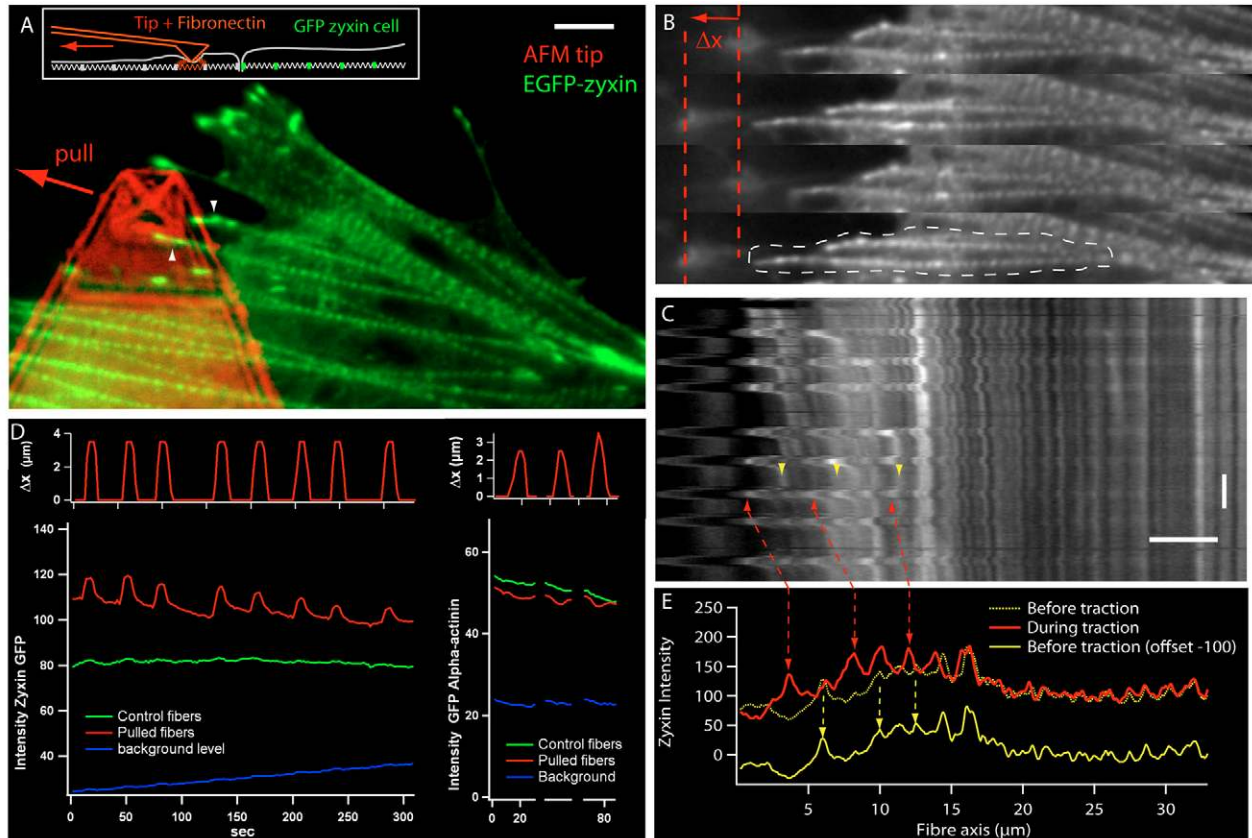 A
Tip + Fibronectin
GFP zyxin cell
AFM tip
EGFP-zyxin
pull
B
Δx
C
D
Δx (μm)
4
2
0
Δx (μm)
3
2
1
0
Intensity Zyxin GFP
140
120
100
80
60
40
Control fibers
Pulled fibers
background level
0 50 100 150 200 250 300
sec
Intensity GFP Alpha-actinin
60
40
20
0
Control fibers
Pulled fibers
Background
0 40 80
E
Zyxin Intensity
250
200
150
100
50
0
Before traction
During traction
Before traction (offset -100)
5 10 15 20 25 30
Fibre axis (μm)